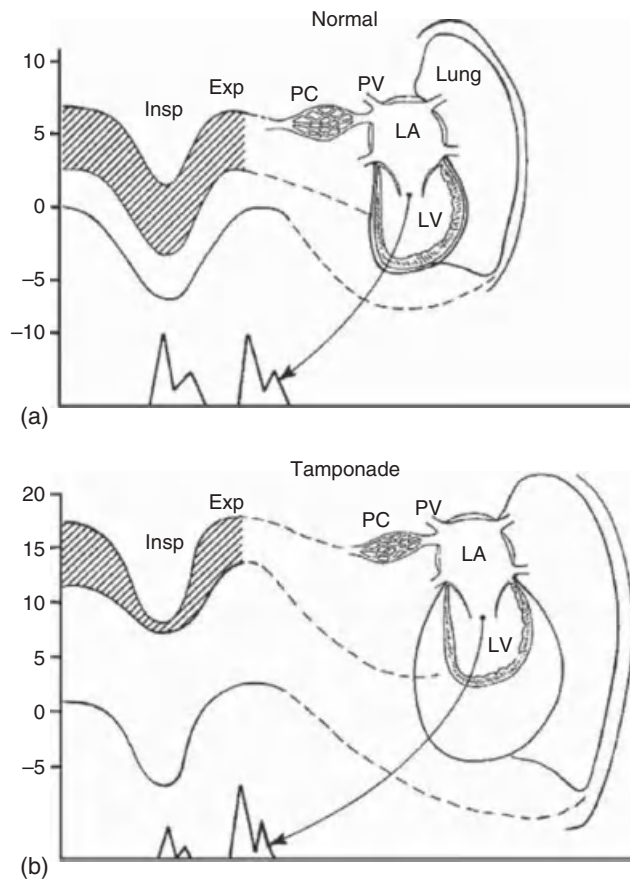 Normal
10
5
0
−5
−10
Insp
Exp
PC
PV
Lung
LA
LV
(a)
Tamponade
20
15
10
5
0
−5
Insp
Exp
PC
PV
LA
LV
(b)